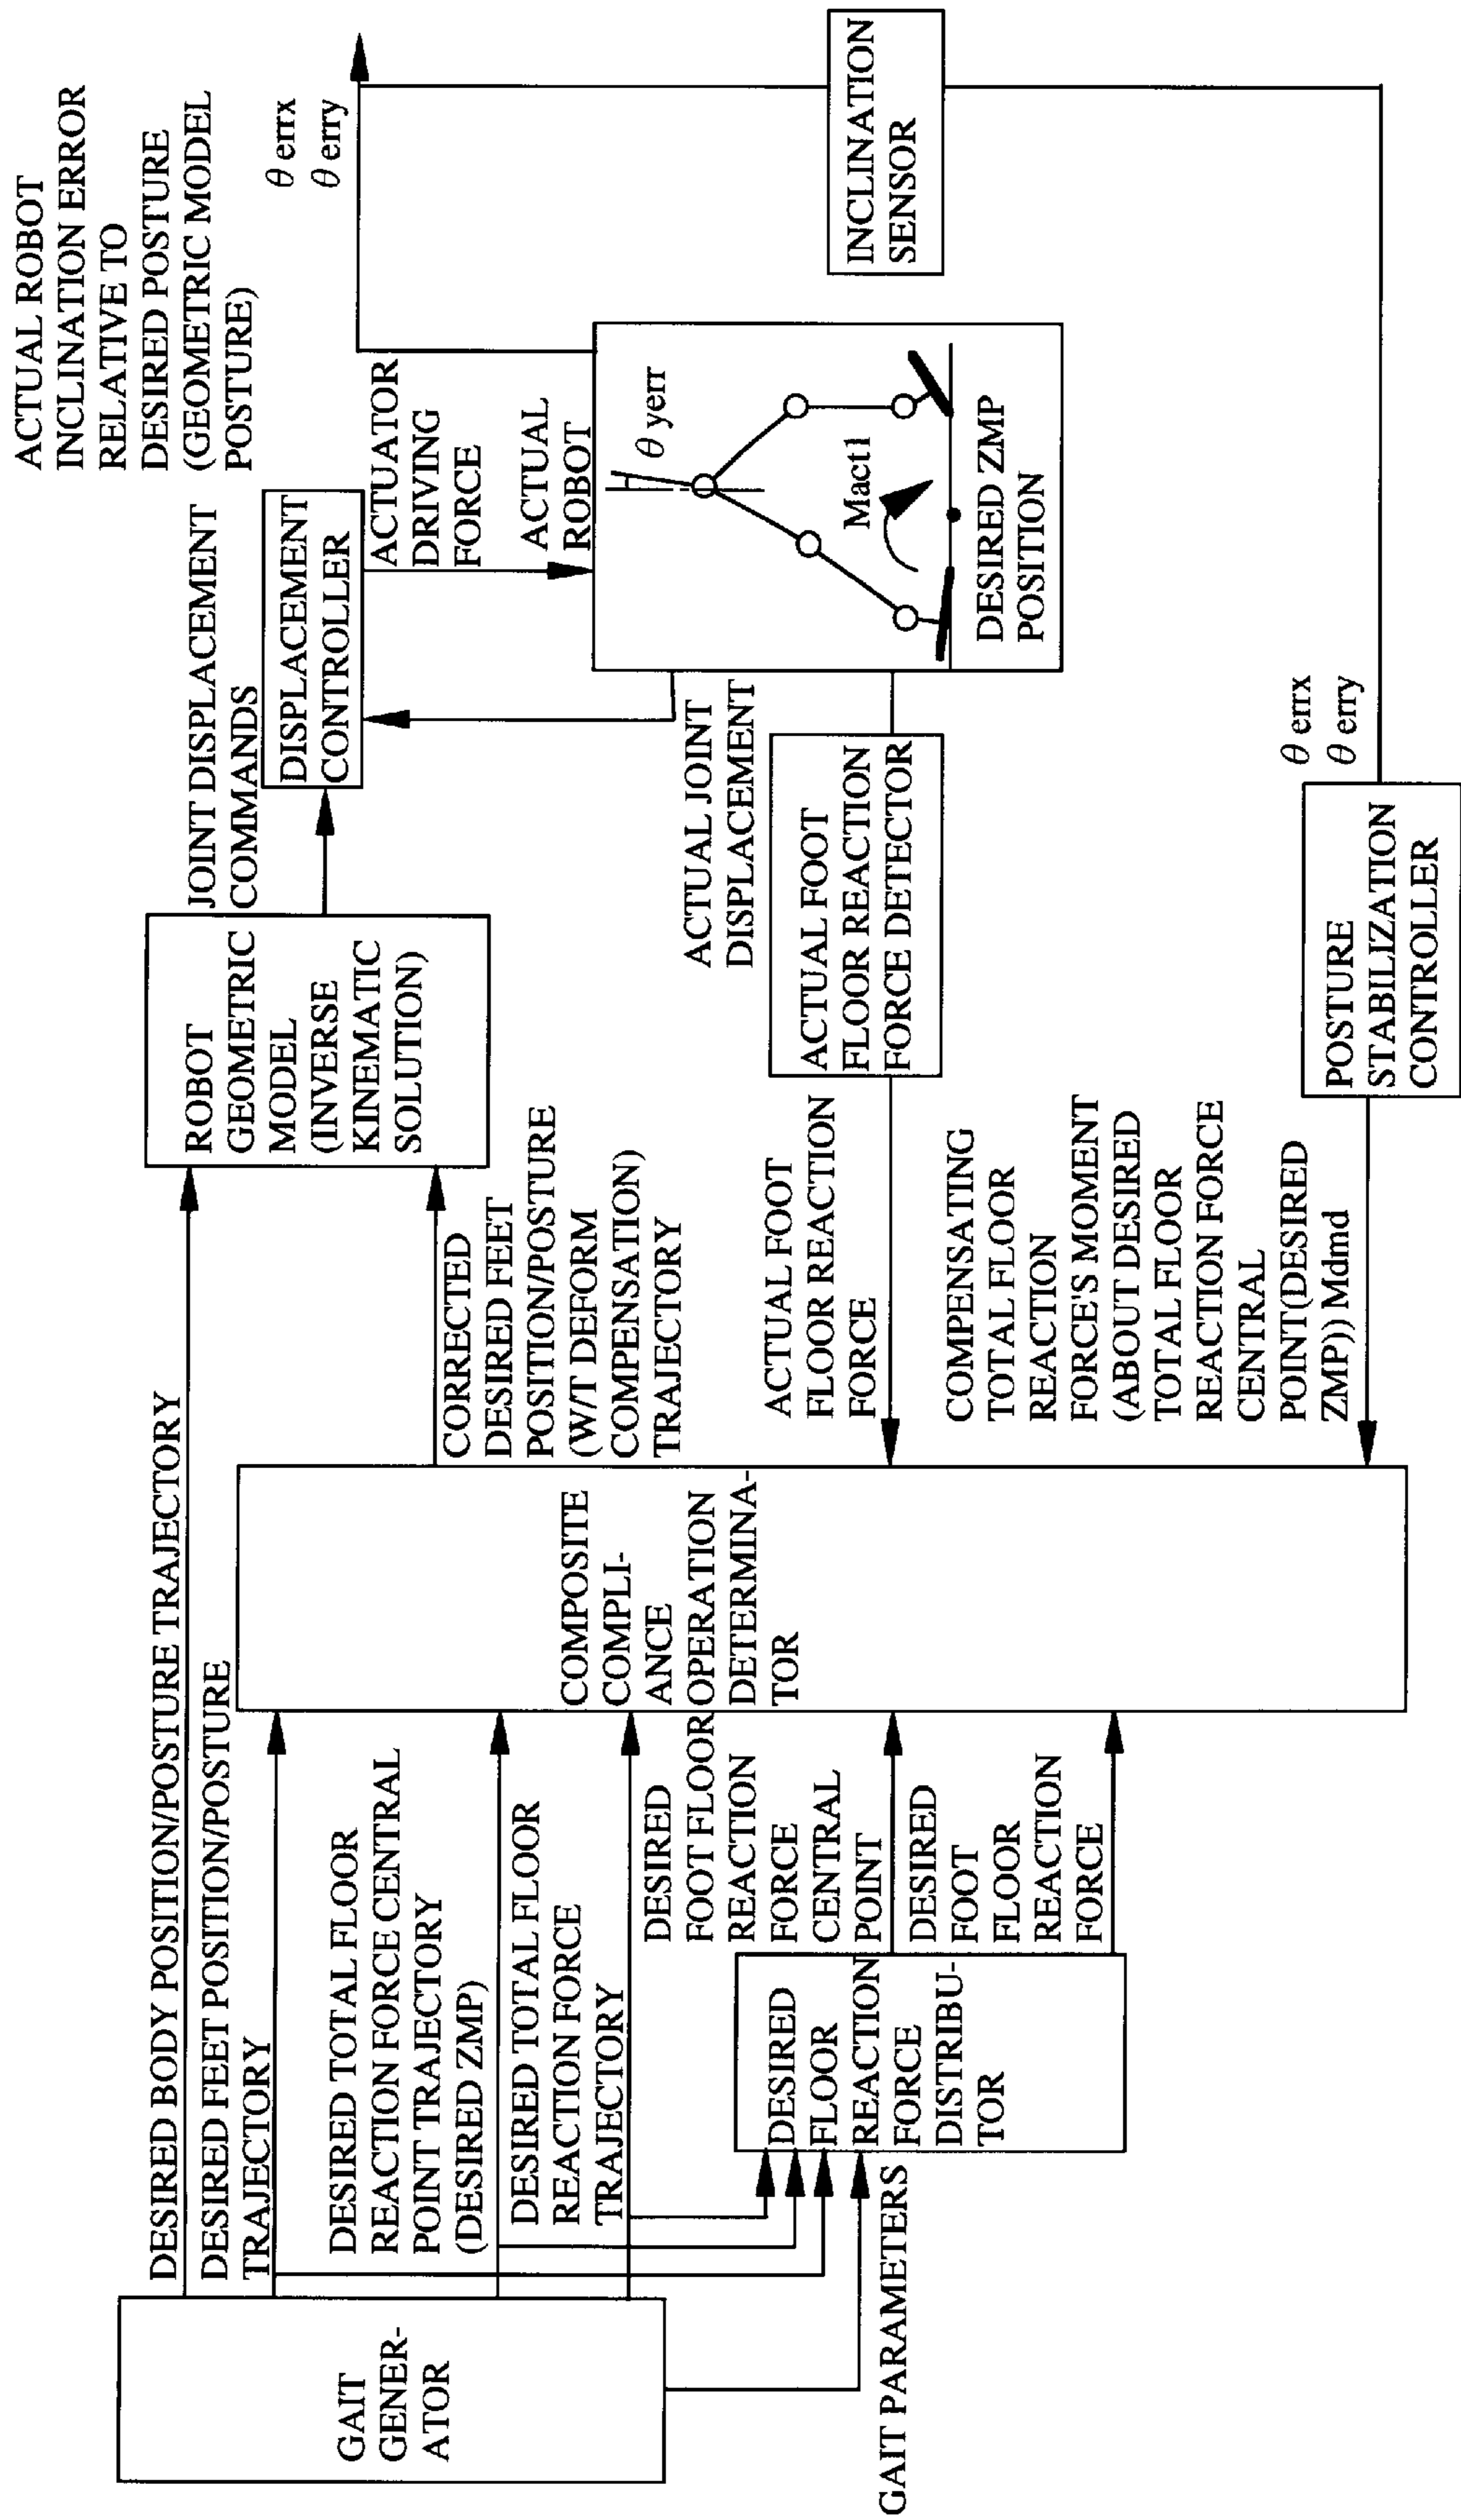 GAIT
GENER-
ATOR
GAIT PARAMETERS
DESIRED BODY POSITION/POSTURE TRAJECTORY
DESIRED FEET POSITION/POSTURE
TRAJECTORY
DESIRED TOTAL FLOOR
REACTION FORCE CENTRAL
POINT TRAJECTORY
(DESIRED ZMP)
DESIRED TOTAL FLOOR
REACTION FORCE
TRAJECTORY
DESIRED
FLOOR
REACTION
FORCE
DISTRIBU-
TOR
DESIRED
FOOT FLOOR
REACTION
FORCE
CENTRAL
POINT
DESIRED
FOOT
FLOOR
REACTION
FORCE
COMPOSITE
COMPLI-
ANCE
OPERATION
DETERMINA-
TOR
CORRECTED
DESIRED FEET
POSITION/POSTURE
(W/T DEFORM
COMPENSATION)
TRAJECTORY
ACTUAL FOOT
FLOOR REACTION
FORCE
COMPENSATING
TOTAL FLOOR
REACTION
FORCE'S MOMENT
(ABOUT DESIRED
TOTAL FLOOR
REACTION FORCE
CENTRAL
POINT(DESIRED
ZMP)) Mdmd
ROBOT
GEOMETRIC
MODEL
(INVERSE
KINEMATIC
SOLUTION)
JOINT DISPLACEMENT
COMMANDS
DISPLACEMENT
CONTROLLER
ACTUAL JOINT
DISPLACEMENT
ACTUAL FOOT
FLOOR REACTION
FORCE DETECTOR
POSTURE
STABILIZATION
CONTROLLER
θ errx
θ erry
ACTUATOR
DRIVING
FORCE
ACTUAL
ROBOT
θ yerr
Mact1
DESIRED ZMP
POSITION
ACTUAL ROBOT
INCLINATION ERROR
RELATIVE TO
DESIRED POSTURE
(GEOMETRIC MODEL
POSTURE)
θ errx
θ erry
INCLINATION
SENSOR